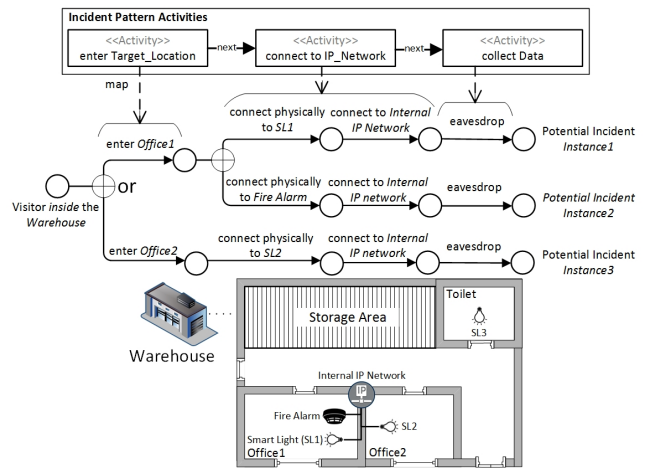 Incident Pattern Activities
<<Activity>>
enter Target_Location
next
<<Activity>>
connect to IP_Network
next
<<Activity>>
collect Data
map
enter Office1
connect physically
to SL1
connect to Internal
IP Network
eavesdrop
Potential Incident
Instance1
or
Visitor inside the
Warehouse
connect physically
to Fire Alarm
connect to Internal
IP network
eavesdrop
Potential Incident
Instance2
enter Office2
connect physically
to SL2
connect to Internal
IP network
eavesdrop
Potential Incident
Instance3
Warehouse
Storage Area
Toilet
SL3
Internal IP Network
IP
Fire Alarm
Smart Light (SL1)
SL2
Office1
Office2